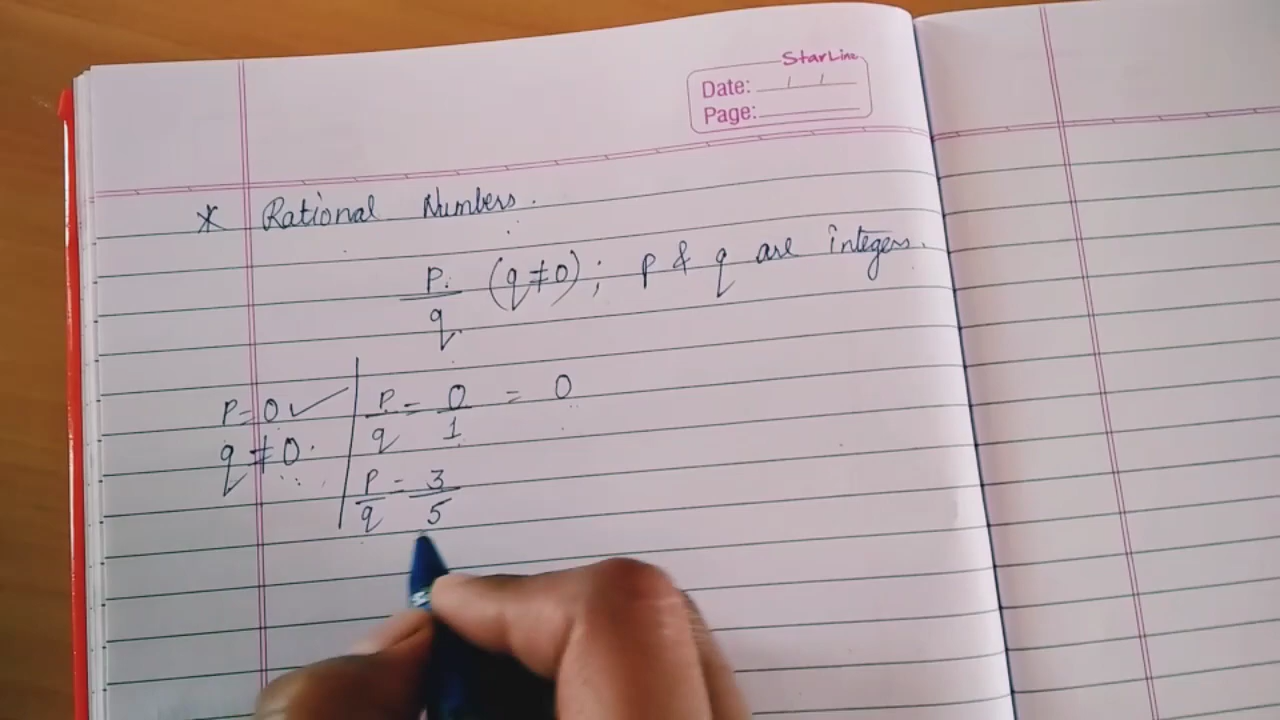 StarLine
Date: / /
Page:
* Rational Numbers.
p/q (q≠0); p & q are integers.
P=0 ✓ | P/q = 0/1 = 0
q ≠ 0. | P/q = 3/5